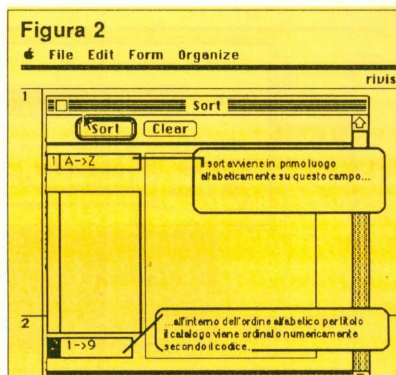 Figura 2
File Edit Form Organize
rivis
1
Sort
Sort Clear
1 A->Z
Il sort avviene in primo luogo
alfabeticamente su questo campo...
2
...all'interno dell'ordine alfabetico per titolo
il catalogo viene ordinato numericamente
secondo il codice.
1->9